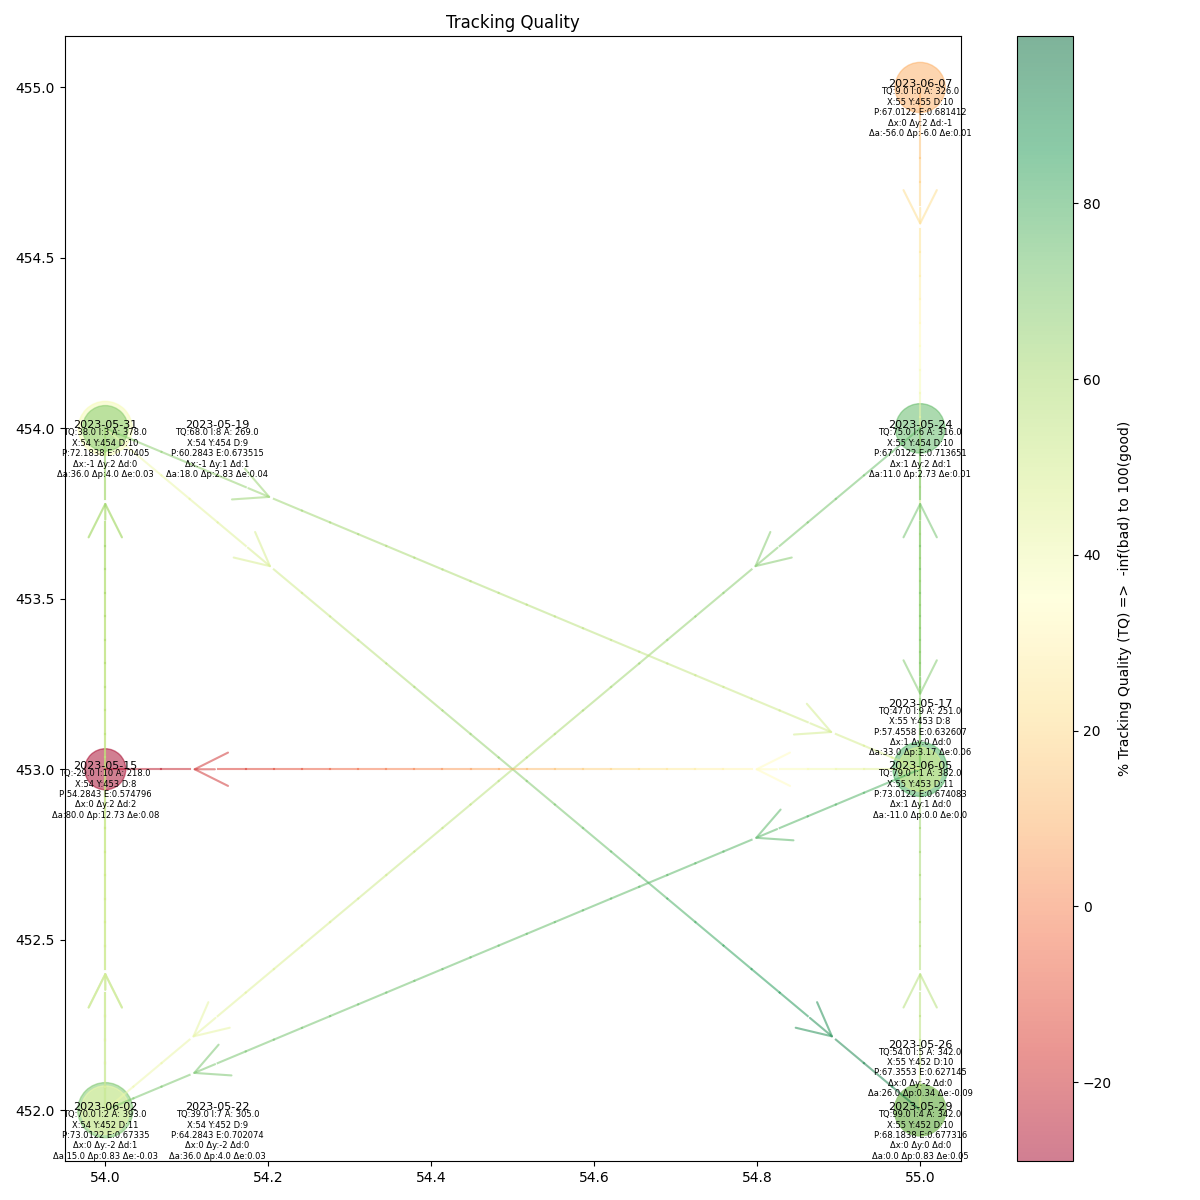 Tracking Quality
455.0
454.5
454.0
453.5
453.0
452.5
452.0
54.0
54.2
54.4
54.6
54.8
55.0
2023-06-07
TQ:9.0 I:0 A: 326.0
X:55 Y:455 D:10
P:67.0122 E:0.681412
Δx:0 Δy:2 Δd:-1
Δa:-56.0 Δp:-6.0 Δe:0.01
2023-05-31
TQ:38.0 I:3 A: 378.0
X:54 Y:454 D:10
P:72.1838 E:0.70405
Δx:-1 Δy:2 Δd:0
Δa:36.0 Δp:4.0 Δe:0.03
2023-05-19
TQ:68.0 I:8 A: 269.0
X:54 Y:454 D:9
P:60.2843 E:0.673515
Δx:-1 Δy:1 Δd:1
Δa:18.0 Δp:2.83 Δe:0.04
2023-05-24
TQ:75.0 I:6 A: 316.0
X:55 Y:454 D:10
P:67.0122 E:0.713651
Δx:1 Δy:2 Δd:1
Δa:11.0 Δp:2.73 Δe:0.01
2023-05-17
TQ:47.0 I:9 A: 251.0
X:55 Y:453 D:8
P:57.4558 E:0.632607
Δx:1 Δy:0 Δd:0
Δa:33.0 Δp:3.17 Δe:0.06
2023-06-05
TQ:79.0 I:1 A: 382.0
X:55 Y:453 D:11
P:73.0122 E:0.674083
Δx:1 Δy:1 Δd:0
Δa:-11.0 Δp:0.0 Δe:0.0
2023-05-15
TQ:-29.0 I:10 A: 218.0
X:54 Y:453 D:8
P:54.2843 E:0.574796
Δx:0 Δy:2 Δd:2
Δa:80.0 Δp:12.73 Δe:0.08
2023-05-26
TQ:54.0 I:5 A: 342.0
X:55 Y:452 D:10
P:67.3553 E:0.627145
Δx:0 Δy:-2 Δd:0
Δa:26.0 Δp:0.34 Δe:-0.09
2023-05-29
TQ:99.0 I:4 A: 342.0
X:55 Y:452 D:10
P:68.1838 E:0.677316
Δx:0 Δy:0 Δd:0
Δa:0.0 Δp:0.83 Δe:0.05
2023-06-02
TQ:70.0 I:2 A: 393.0
X:54 Y:452 D:11
P:73.0122 E:0.67335
Δx:0 Δy:-2 Δd:1
Δa:15.0 Δp:0.83 Δe:-0.03
2023-05-22
TQ:39.0 I:7 A: 305.0
X:54 Y:452 D:9
P:64.2843 E:0.702074
Δx:0 Δy:-2 Δd:0
Δa:36.0 Δp:4.0 Δe:0.03
80
60
40
20
0
−20
% Tracking Quality (TQ) => -inf(bad) to 100(good)